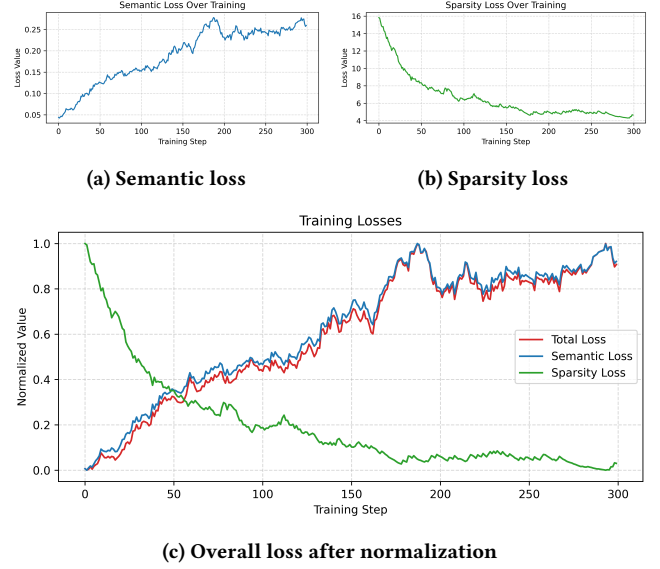 Semantic Loss Over Training
Loss Value
0.25
0.20
0.15
0.10
0.05
0
50
100
150
200
250
300
Training Step
(a) Semantic loss
Sparsity Loss Over Training
Loss Value
16
14
12
10
8
6
4
0
50
100
150
200
250
300
Training Step
(b) Sparsity loss
Training Losses
Normalized Value
1.0
0.8
0.6
0.4
0.2
0.0
Total Loss
Semantic Loss
Sparsity Loss
0
50
100
150
200
250
300
Training Step
(c) Overall loss after normalization